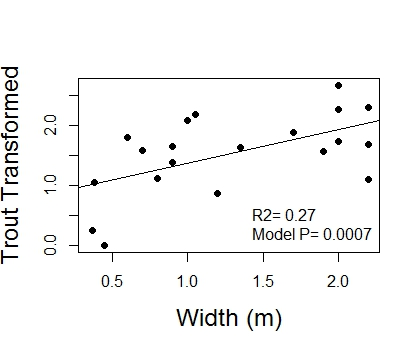 Trout Transformed
2.0
1.0
0.0
R2= 0.27
Model P= 0.0007
0.5 1.0 1.5 2.0
Width (m)